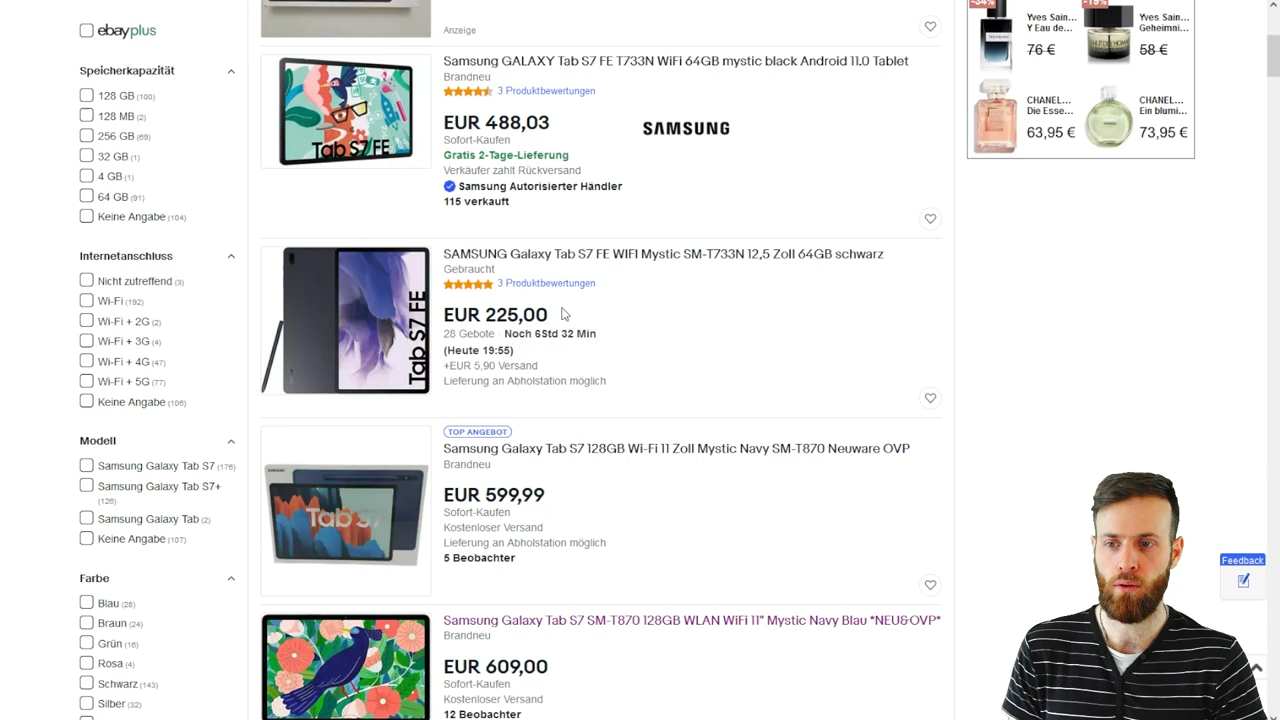 ebayplus
Speicherkapazität
128 GB (100)
128 MB (2)
256 GB (69)
32 GB (1)
4 GB (1)
64 GB (91)
Keine Angabe (104)
Internetanschluss
Nicht zutreffend (3)
Wi-Fi (192)
Wi-Fi + 2G (2)
Wi-Fi + 3G (4)
Wi-Fi + 4G (47)
Wi-Fi + 5G (77)
Keine Angabe (106)
Modell
Samsung Galaxy Tab S7 (176)
Samsung Galaxy Tab S7+
(126)
Samsung Galaxy Tab (2)
Keine Angabe (107)
Farbe
Blau (28)
Braun (24)
Grün (16)
Rosa (4)
Schwarz (143)
Silber (32)
Anzeige
Tab S7 FE
Samsung GALAXY Tab S7 FE T733N WiFi 64GB mystic black Android 11.0 Tablet
Brandneu
3 Produktbewertungen
EUR 488,03
Sofort-Kaufen
Gratis 2-Tage-Lieferung
Verkäufer zahlt Rückversand
Samsung Autorisierter Händler
115 verkauft
SAMSUNG
Tab S7 FE
SAMSUNG Galaxy Tab S7 FE WIFI Mystic SM-T733N 12,5 Zoll 64GB schwarz
Gebraucht
3 Produktbewertungen
EUR 225,00
28 Gebote · Noch 6Std 32 Min
(Heute 19:55)
+EUR 5,90 Versand
Lieferung an Abholstation möglich
SAMSUNG
Tab S7
TOP ANGEBOT
Samsung Galaxy Tab S7 128GB Wi-Fi 11 Zoll Mystic Navy SM-T870 Neuware OVP
Brandneu
EUR 599,99
Sofort-Kaufen
Kostenloser Versand
Lieferung an Abholstation möglich
5 Beobachter
Samsung Galaxy Tab S7 SM-T870 128GB WLAN WiFi 11" Mystic Navy Blau *NEU&OVP*
Brandneu
EUR 609,00
Sofort-Kaufen
Kostenloser Versand
12 Beobachter
-34%
Yves Sain...
Y Eau de...
76 €
-19%
Yves Sain...
Geheimni...
58 €
CHANEL...
Die Esse...
63,95 €
CHANEL...
Ein blumi...
73,95 €
Feedback